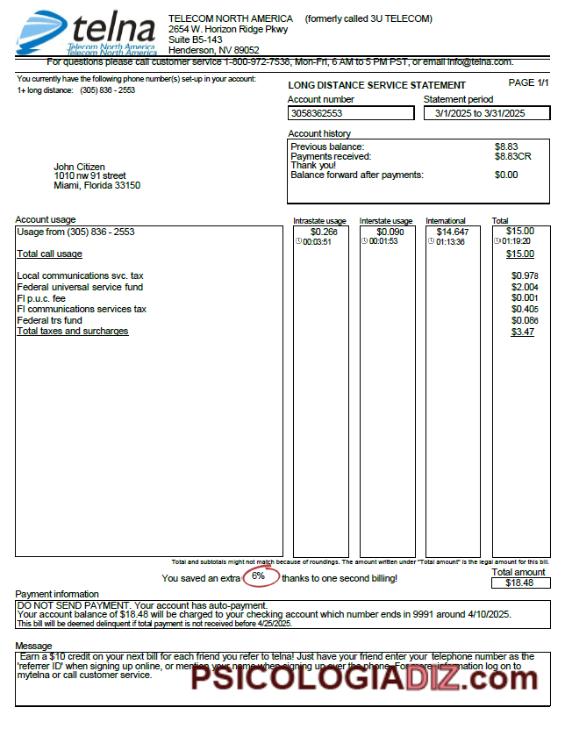 telna
Telecom North America
Telecom North America
TELECOM NORTH AMERICA (formerly called 3U TELECOM)
2654 W. Horizon Ridge Pkwy
Suite B5-143
Henderson, NV 89052
For questions please call customer service 1-800-972-7538, Mon-Fri, 6 AM to 5 PM PST, or email info@telna.com.
You currently have the following phone number(s) set-up in your account:
1+ long distance: (305) 836 - 2553
LONG DISTANCE SERVICE STATEMENT PAGE 1/1
Account number Statement period
3058362553 3/1/2025 to 3/31/2025
Account history
Previous balance: $8.83
Payments received: $8.83CR
Thank you!
Balance forward after payments: $0.00
John Citizen
1010 nw 91 street
Miami, Florida 33150
Account usage Intrastate usage Interstate usage International Total
Usage from (305) 836 - 2553 $0.266 $0.090 $14.647 $15.00
00:03:51 00:01:53 01:13:36 01:19:20
Total call usage $15.00
Local communications svc. tax $0.978
Federal universal service fund $2.004
Fl p.u.c. fee $0.001
Fl communications services tax $0.405
Federal trs fund $0.086
Total taxes and surcharges $3.47
Total and subtotals might not match because of roundings. The amount written under "Total amount" is the legal amount for this bill.
You saved an extra 6% thanks to one second billing!
Total amount
$18.48
Payment information
DO NOT SEND PAYMENT. Your account has auto-payment.
Your account balance of $18.48 will be charged to your checking account which number ends in 9991 around 4/10/2025.
This bill will be deemed delinquent if total payment is not received before 4/25/2025.
Message
Earn a $10 credit on your next bill for each friend you refer to telna! Just have your friend enter your telephone number as the
'referrer ID' when signing up online, or mention your name when signing up over the phone. For more information log on to
mytelna or call customer service.
PSICOLOGIADIZ.com